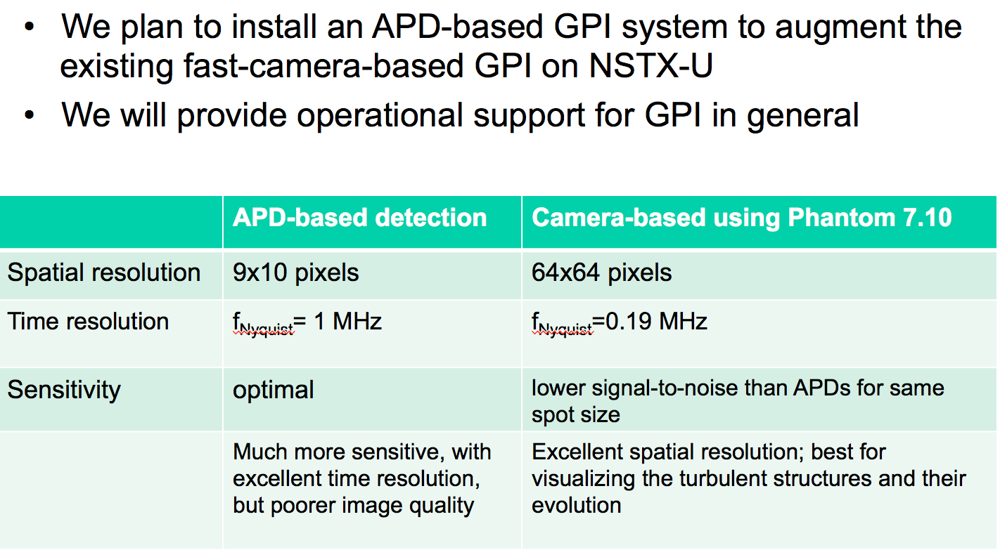 • We plan to install an APD-based GPI system to augment the
existing fast-camera-based GPI on NSTX-U
• We will provide operational support for GPI in general
APD-based detection
Camera-based using Phantom 7.10
Spatial resolution
9x10 pixels
64x64 pixels
Time resolution
fNyquist= 1 MHz
fNyquist=0.19 MHz
Sensitivity
optimal
lower signal-to-noise than APDs for same
spot size
Much more sensitive, with
excellent time resolution,
but poorer image quality
Excellent spatial resolution; best for
visualizing the turbulent structures and their
evolution